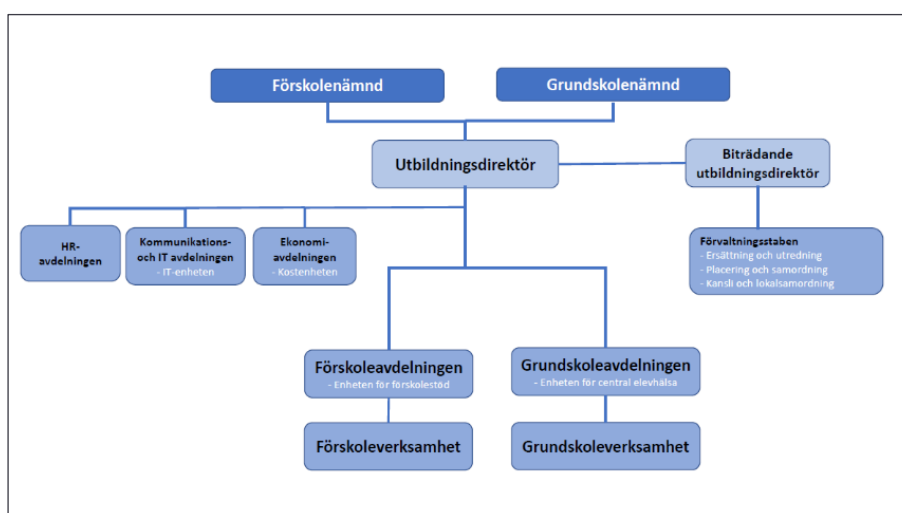 Förskolenämnd
Grundskolenämnd
Utbildningsdirektör
Biträdande
utbildningsdirektör
HR-
avdelningen
Kommunikations-
och IT avdelningen
- IT-enheten
Ekonomi-
avdelningen
- Kostenheten
Förvaltningsstaben
- Ersättning och utredning
- Placering och samordning
- Kansli och lokalsamordning
Förskoleavdelningen
- Enheten för förskolestöd
Grundskoleavdelningen
- Enheten för central elevhälsa
Förskoleverksamhet
Grundskoleverksamhet